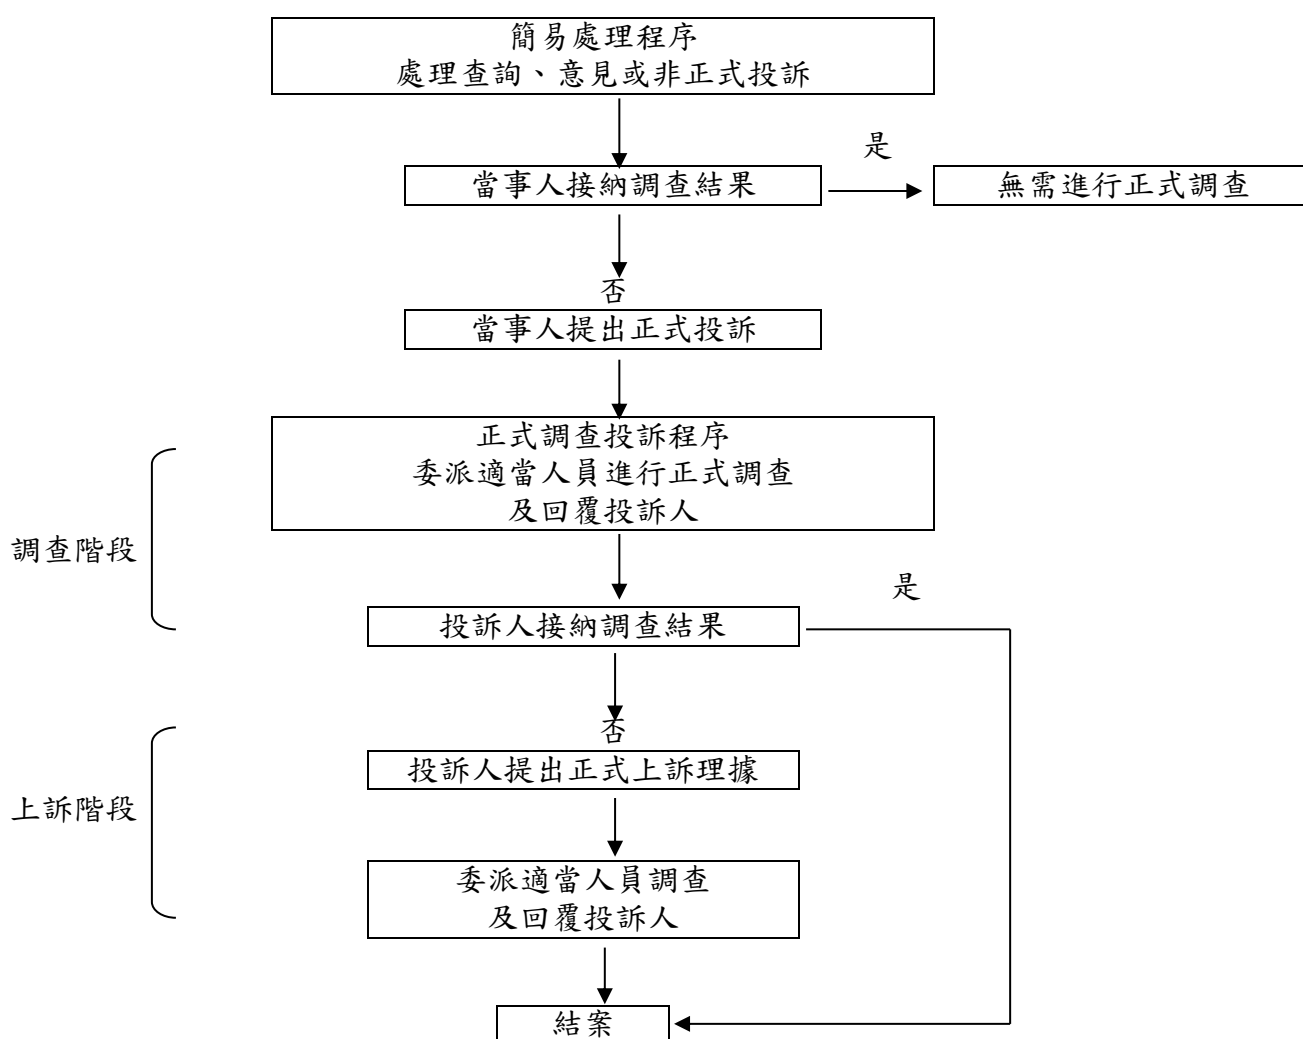 簡易處理程序
處理查詢、意見或非正式投訴
是
當事人接納調查結果
無需進行正式調查
否
當事人提出正式投訴
正式調查投訴程序
委派適當人員進行正式調查
及回覆投訴人
調查階段
是
投訴人接納調查結果
否
投訴人提出正式上訴理據
上訴階段
委派適當人員調查
及回覆投訴人
結案